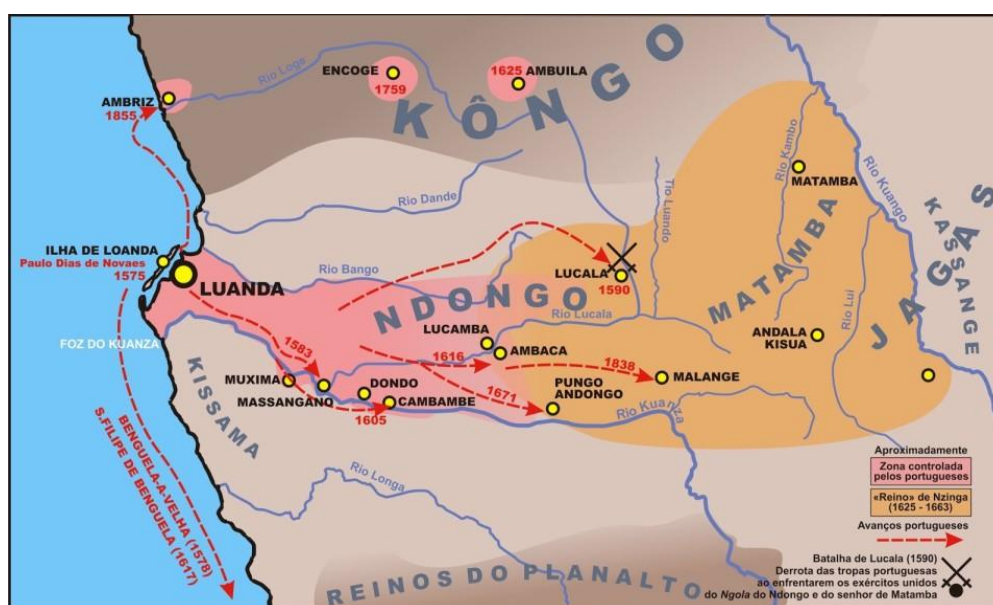 KÔNGO
Rio Loge
ENCOGE
1759
1625
AMBUILA
AMBRIZ
1855
Rio Dande
Rio Luando
Rio Kambo
MATAMBA
Rio Kuango
KASSANGE
JAGAS
ILHA DE LOANDA
Paulo Dias de Novaes
1575
LUANDA
Rio Bango
LUCALA
1590
NDONGO
MATAMBA
Rio Lucala
Rio Lui
FOZ DO KUANZA
1583
LUCAMBA
1616
AMBACA
ANDALA
KISUA
KISSAMA
MUXIMA
MASSANGANO
DONDO
CAMBAMBE
1605
1671
1838
MALANGE
PUNGO
ANDONGO
Rio Kuanza
BENGUELA-A-VELHA (1578)
S.FILIPE DE BENGUELA (1617)
Rio Longa
REINOS DO PLANALTO
Aproximadamente
Zona controlada
pelos portugueses
«Reino» de Nzinga
(1625 - 1663)
Avanços portugueses
Batalha de Lucala (1590)
Derrota das tropas portuguesas
ao enfrentarem os exércitos unidos
do Ngola do Ndongo e do senhor de Matamba